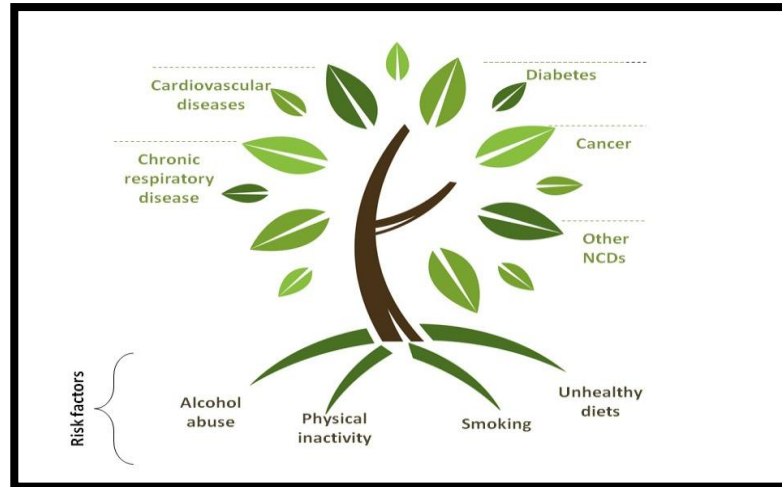 Cardiovascular
diseases
Diabetes
Chronic
respiratory
disease
Cancer
Other
NCDs
Risk factors
Alcohol
abuse
Physical
inactivity
Smoking
Unhealthy
diets